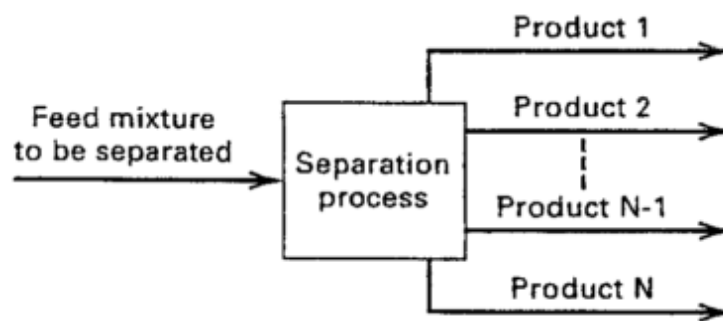 Product 1
Feed mixture
to be separated
Product 2
Separation
process
Product N-1
Product N